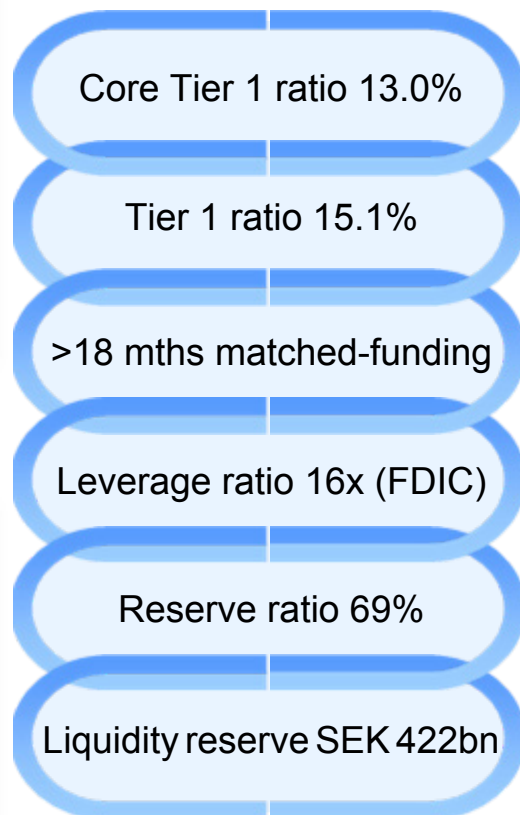 Core Tier 1 ratio 13.0%
Tier 1 ratio 15.1%
>18 mths matched-funding
Leverage ratio 16x (FDIC)
Reserve ratio 69%
Liquidity reserve SEK 422bn